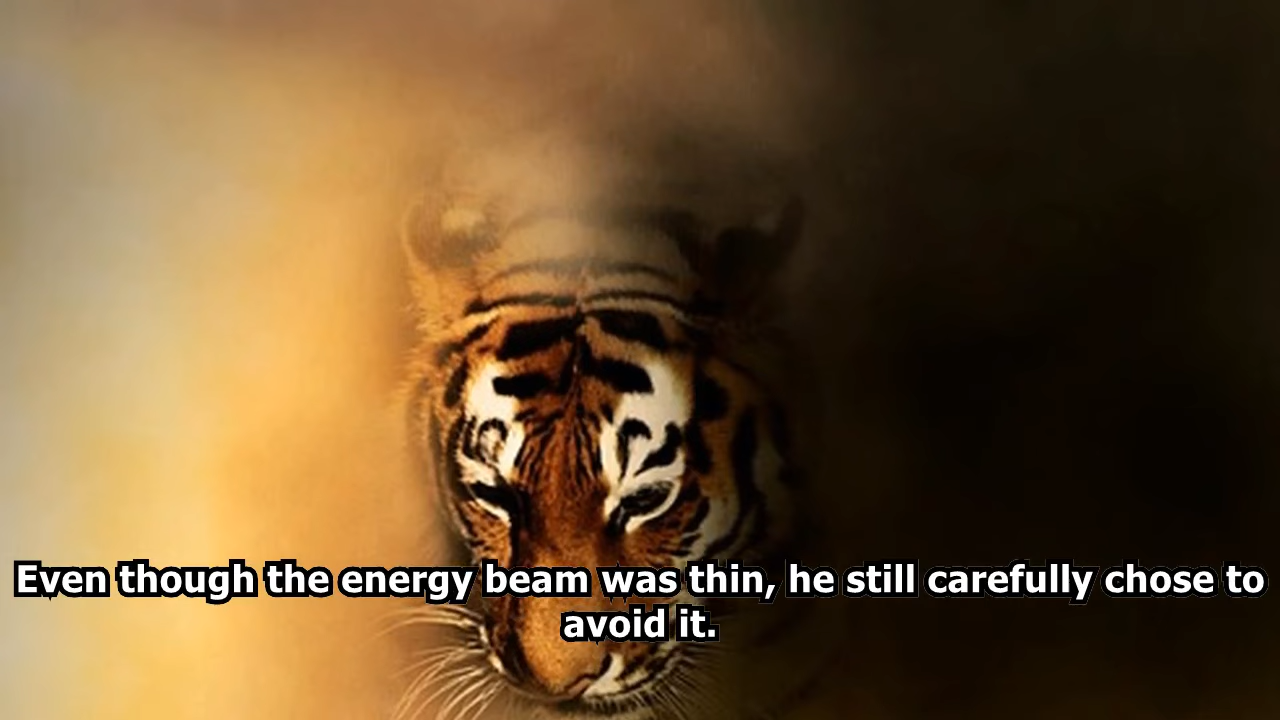 Even though the energy beam was thin, he still carefully chose to
avoid it.